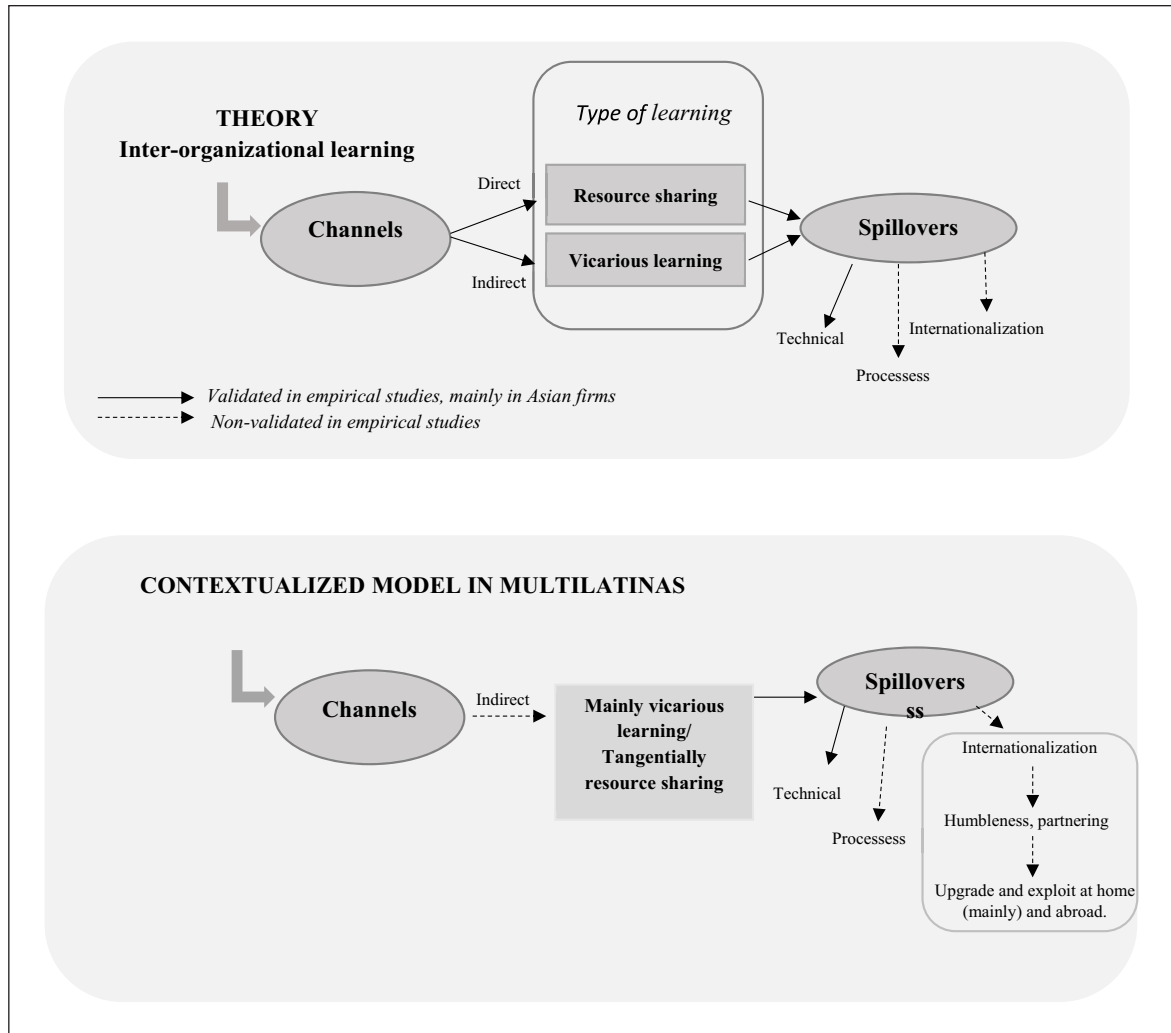 THEORY
Inter-organizational learning
Type of learning
Direct
Resource sharing
Channels
Spillovers
Vicarious learning
Indirect
Technical
Internationalization
Processess
Validated in empirical studies, mainly in Asian firms
Non-validated in empirical studies
CONTEXTUALIZED MODEL IN MULTILATINAS
Channels
Indirect
Mainly vicarious
learning/
Tangentially
resource sharing
Spillovers
ss
Technical
Processess
Internationalization
Humbleness, partnering
Upgrade and exploit at home
(mainly) and abroad.